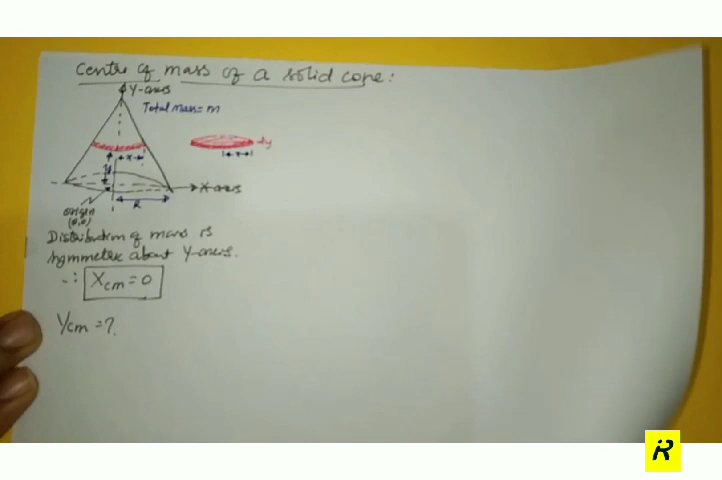 Centre of mass of a solid cone:
Y-axis
Total mass = m
dy
x
x
y
X-axis
R
origin
(0,0)
Distribution of mass is
symmetric about Y-axis.
∴ Xcm = 0
Ycm = ?
R